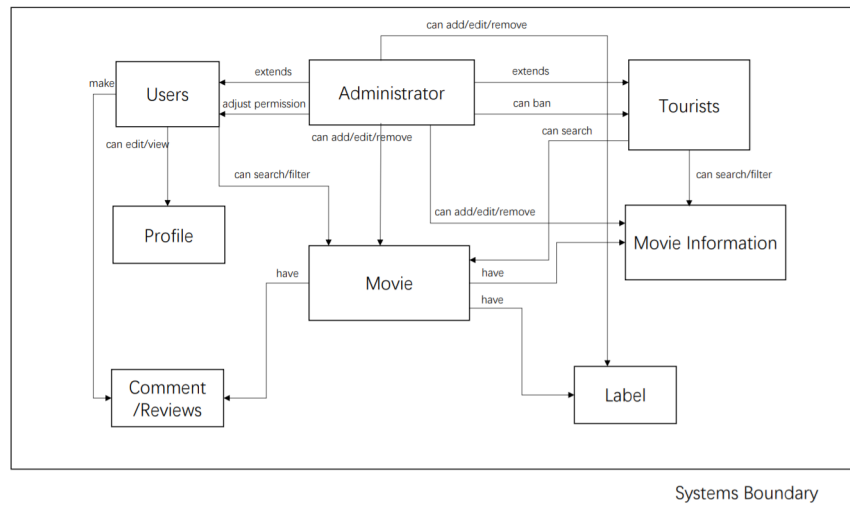 can add/edit/remove
make
Users
extends
Administrator
extends
Tourists
adjust permission
can ban
can edit/view
can add/edit/remove
can search
can search/filter
can search/filter
Profile
can add/edit/remove
Movie Information
have
Movie
have
have
Comment
/Reviews
Label
Systems Boundary